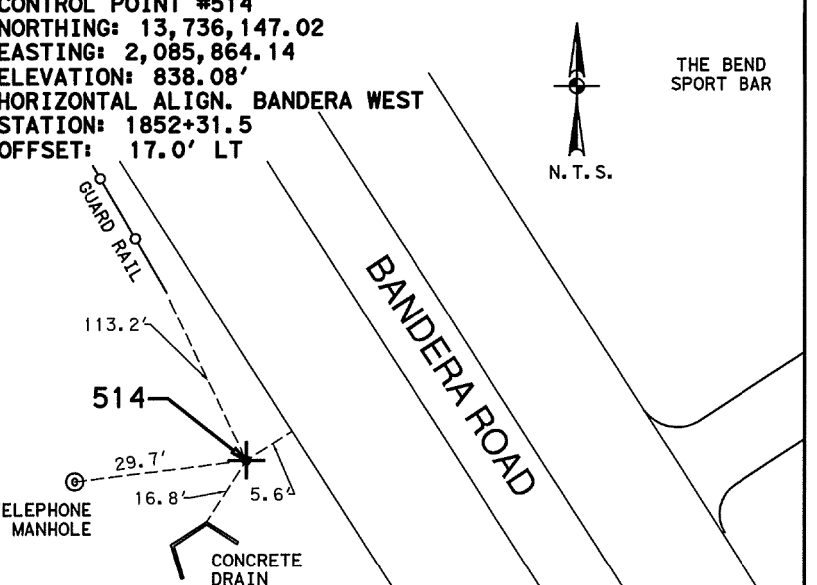 CONTROL POINT #514
NORTHING: 13,736,147.02
EASTING: 2,085,864.14
ELEVATION: 838.08'
HORIZONTAL ALIGN. BANDERA WEST
STATION: 1852+31.5
OFFSET: 17.0' LT
THE BEND
SPORT BAR
N.T.S.
GUARD RAIL
BANDERA ROAD
113.2'
514
29.7'
16.8'
5.6'
ELEPHONE
MANHOLE
CONCRETE
DRAIN